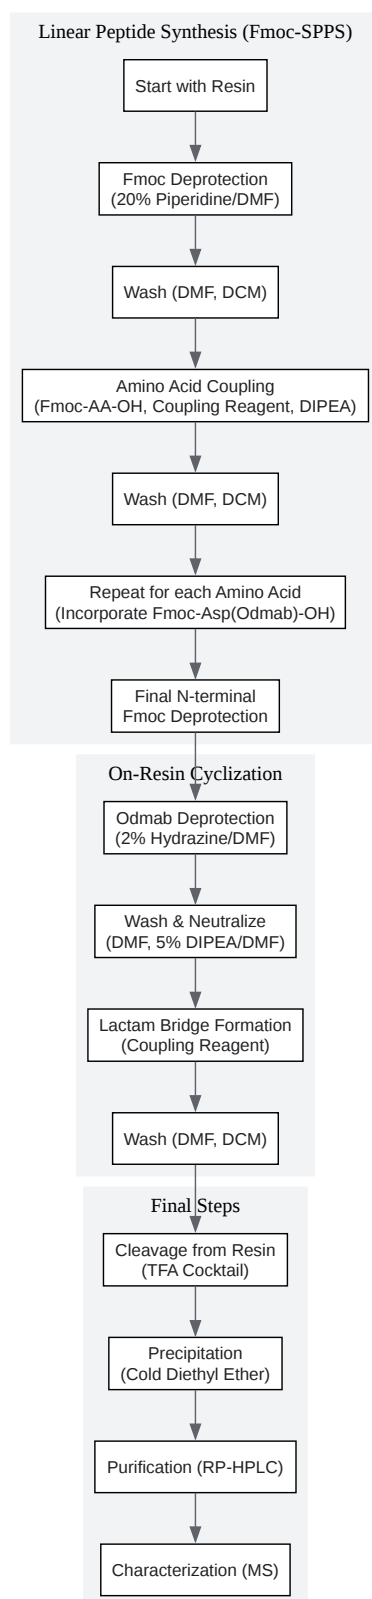 Linear Peptide Synthesis (Fmoc-SPPS)
Start with Resin
Fmoc Deprotection
(20% Piperidine/DMF)
Wash (DMF, DCM)
Amino Acid Coupling
(Fmoc-AA-OH, Coupling Reagent, DIPEA)
Wash (DMF, DCM)
Repeat for each Amino Acid
(Incorporate Fmoc-Asp(Odmab)-OH)
Final N-terminal
Fmoc Deprotection
On-Resin Cyclization
Odmab Deprotection
(2% Hydrazine/DMF)
Wash & Neutralize
(DMF, 5% DIPEA/DMF)
Lactam Bridge Formation
(Coupling Reagent)
Wash (DMF, DCM)
Final Steps
Cleavage from Resin
(TFA Cocktail)
Precipitation
(Cold Diethyl Ether)
Purification (RP-HPLC)
Characterization (MS)